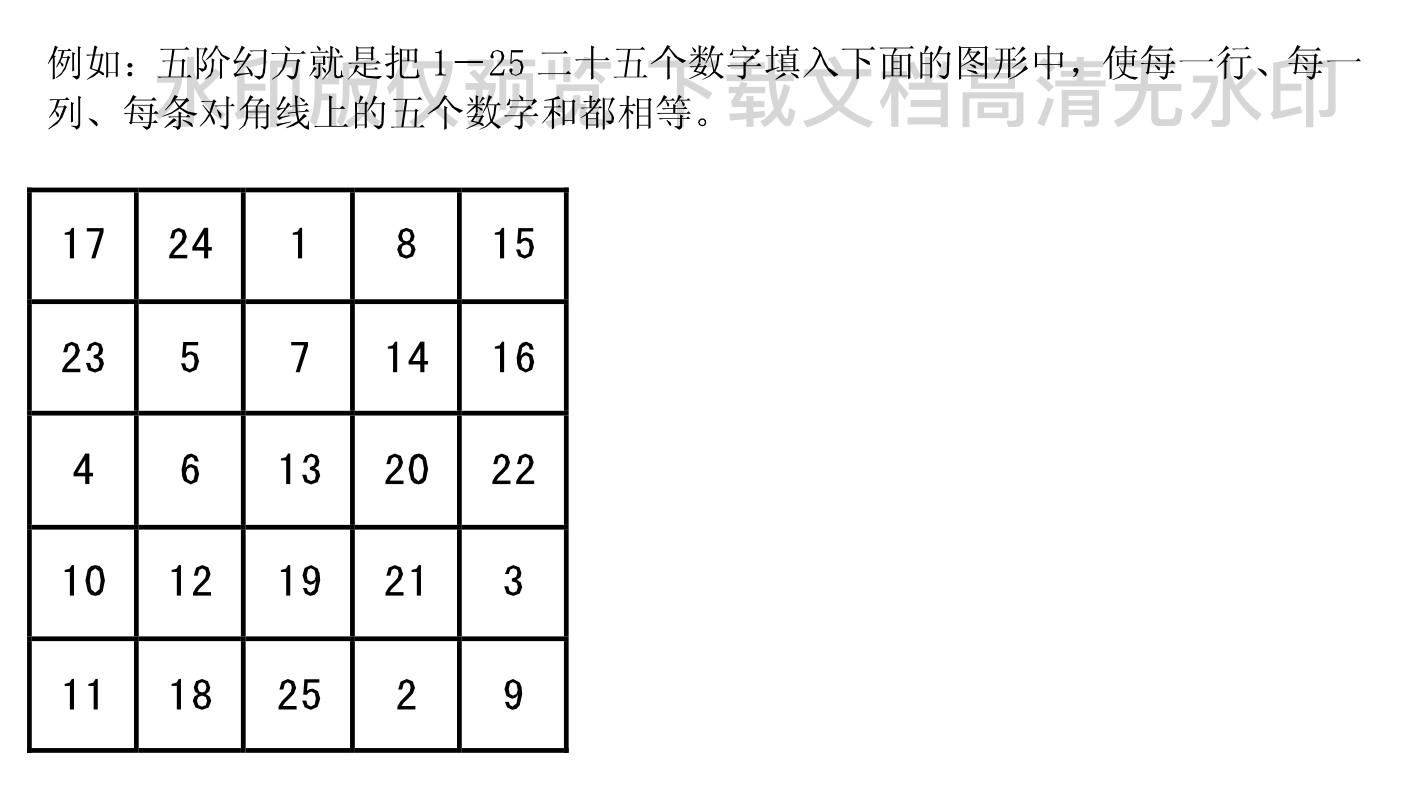 例如：五阶幻方就是把 1－25 二十五个数字填入下面的图形中，使每一行、每一
列、每条对角线上的五个数字和都相等。
水印版仅预览 下载文档高清无水印
17 24 1 8 15
23 5 7 14 16
4 6 13 20 22
10 12 19 21 3
11 18 25 2 9